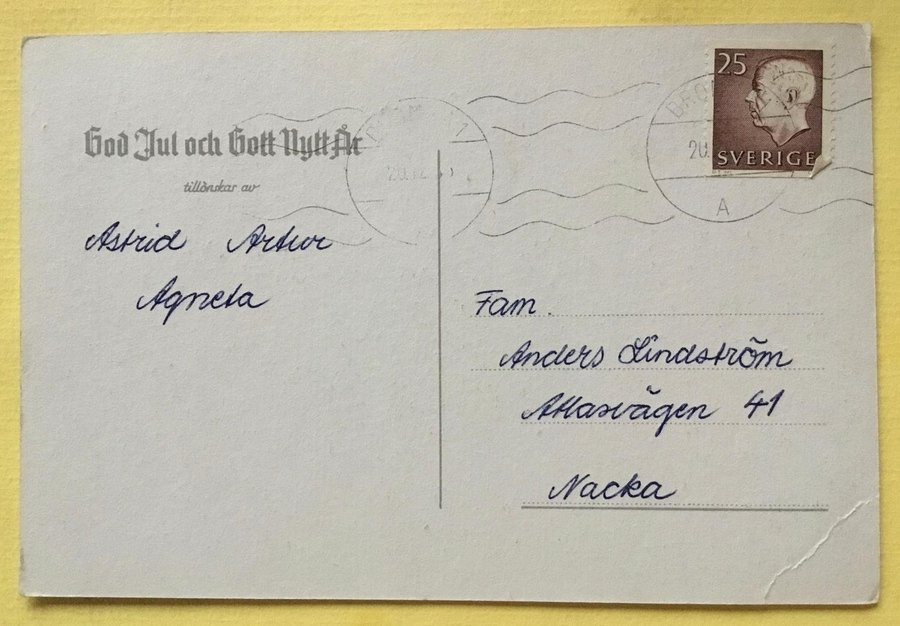 God Jul och Gott Nytt År
tillönskar av
Astrid Artur
Agneta
25
SVERIGE
A
Fam.
Anders Lindström
Atlasvägen 41
Nacka